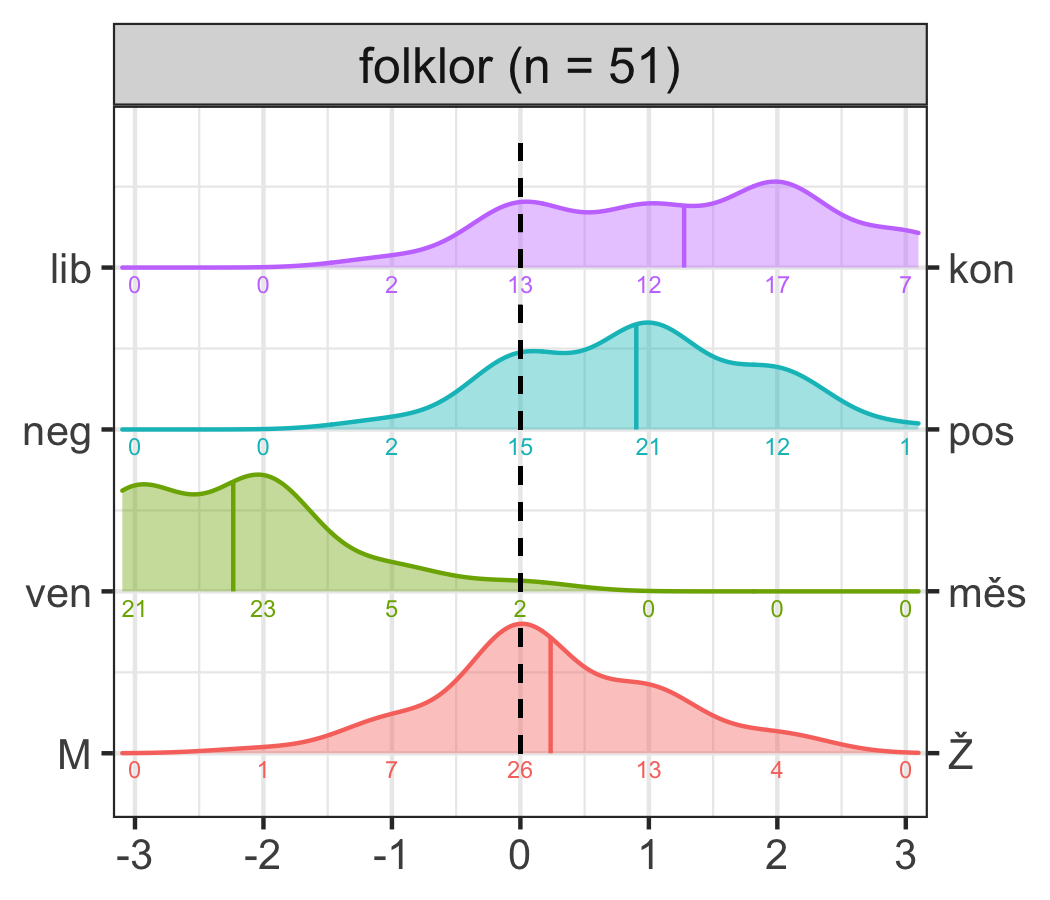 folklor (n = 51)
lib kon
0 0 2 13 12 17 7
neg pos
0 0 2 15 21 12 1
ven měs
21 23 5 2 0 0 0
M Ž
0 1 7 26 13 4 0
-3 -2 -1 0 1 2 3